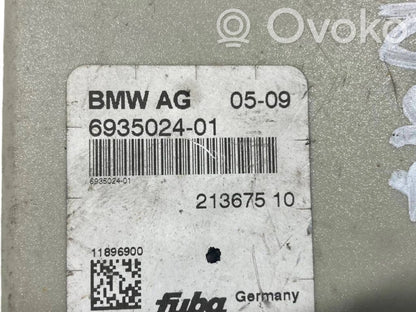 Ovoko
BMW AG 05-09
6935024-01
6935024-01
213675 10
11896900
fuba Germany